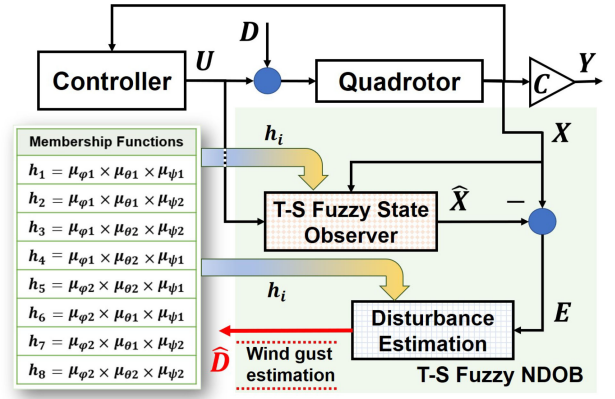 D
U
Y
Controller
Quadrotor
C
X
Membership Functions
h₁ = μφ1 × μθ1 × μψ1
h₂ = μφ1 × μθ1 × μψ2
h₃ = μφ1 × μθ2 × μψ2
h₄ = μφ1 × μθ2 × μψ1
h₅ = μφ2 × μθ2 × μψ1
h₆ = μφ2 × μθ1 × μψ1
h₇ = μφ2 × μθ1 × μψ2
h₈ = μφ2 × μθ2 × μψ2
hᵢ
T-S Fuzzy State
Observer
X̂
−
hᵢ
Disturbance
Estimation
E
D̂
Wind gust
estimation
T-S Fuzzy NDOB